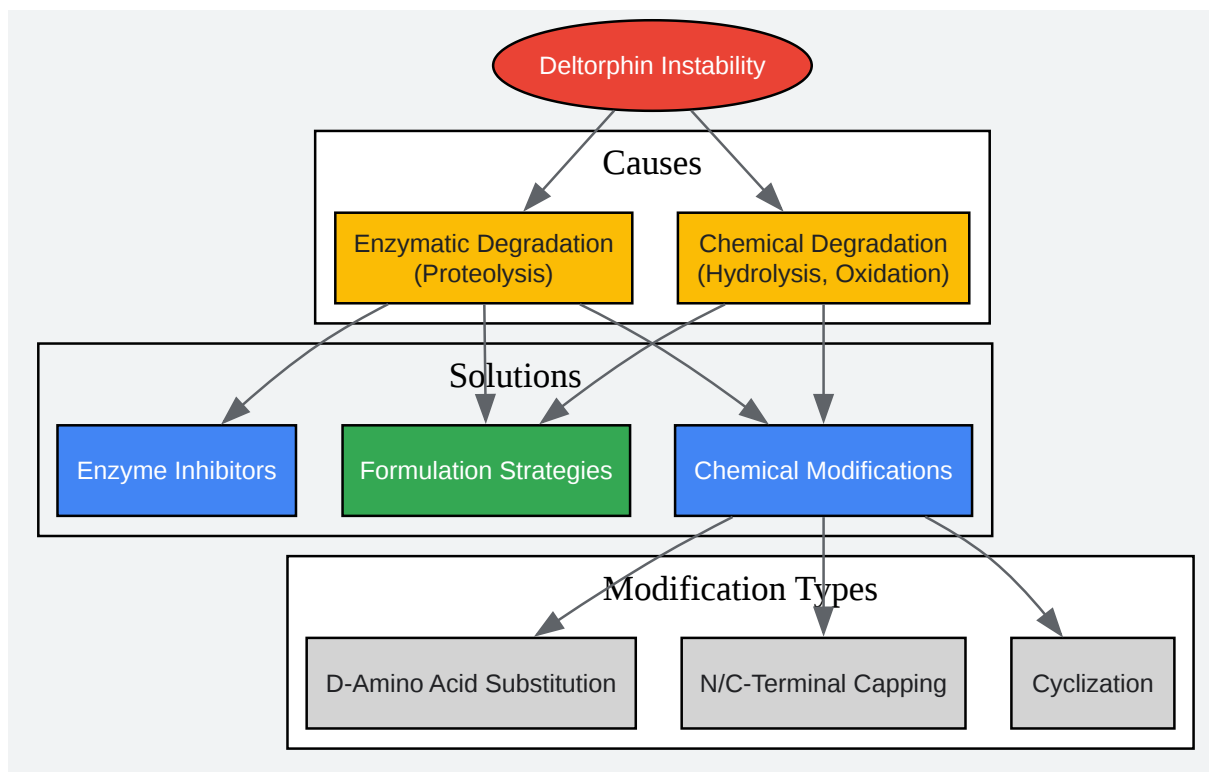 Deltorphin Instability
Causes
Enzymatic Degradation
(Proteolysis)
Chemical Degradation
(Hydrolysis, Oxidation)
Solutions
Enzyme Inhibitors
Formulation Strategies
Chemical Modifications
Modification Types
D-Amino Acid Substitution
N/C-Terminal Capping
Cyclization